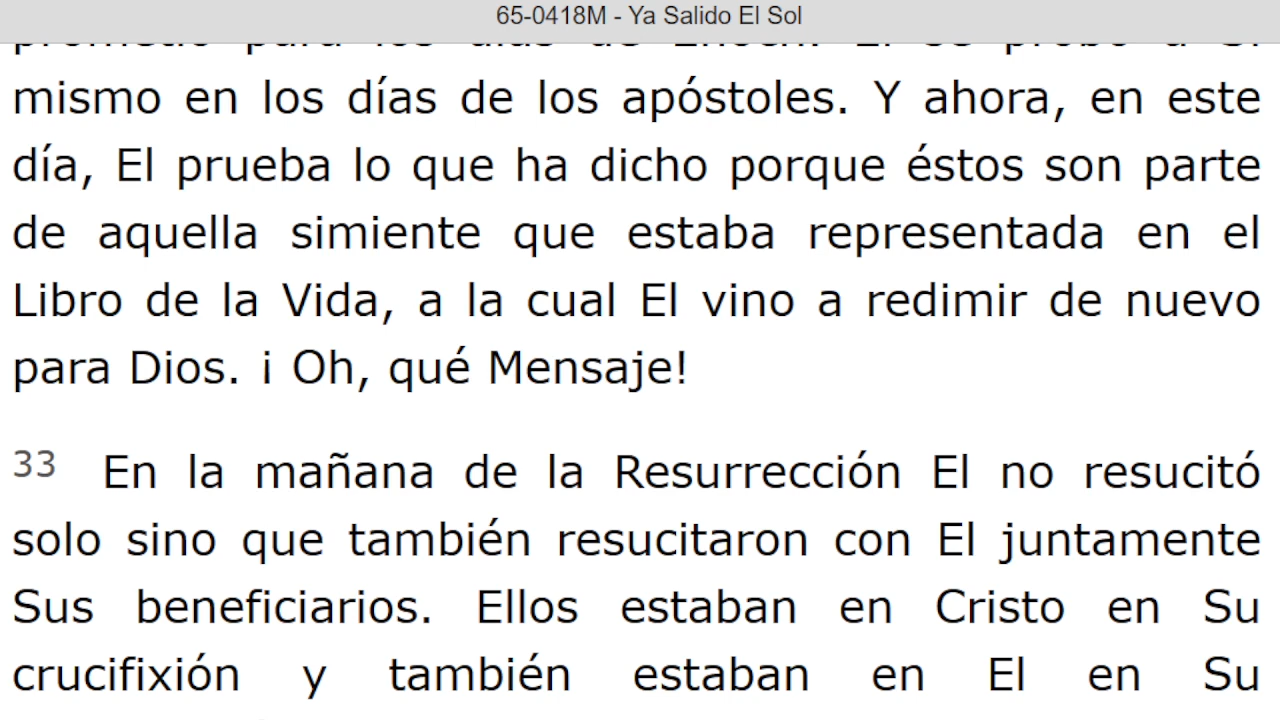 65-0418M - Ya Salido El Sol
mismo en los días de los apóstoles. Y ahora, en este
día, El prueba lo que ha dicho porque éstos son parte
de aquella simiente que estaba representada en el
Libro de la Vida, a la cual El vino a redimir de nuevo
para Dios. ¡ Oh, qué Mensaje!
33 En la mañana de la Resurrección El no resucitó
solo sino que también resucitaron con El juntamente
Sus beneficiarios. Ellos estaban en Cristo en Su
crucifixión y también estaban en El en Su